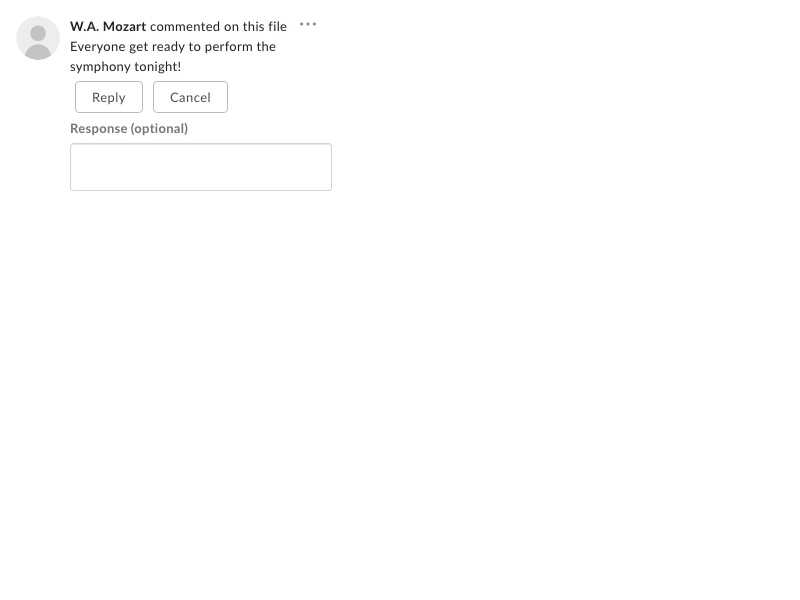 W.A. Mozart commented on this file
Everyone get ready to perform the
symphony tonight!
Reply Cancel
Response (optional)